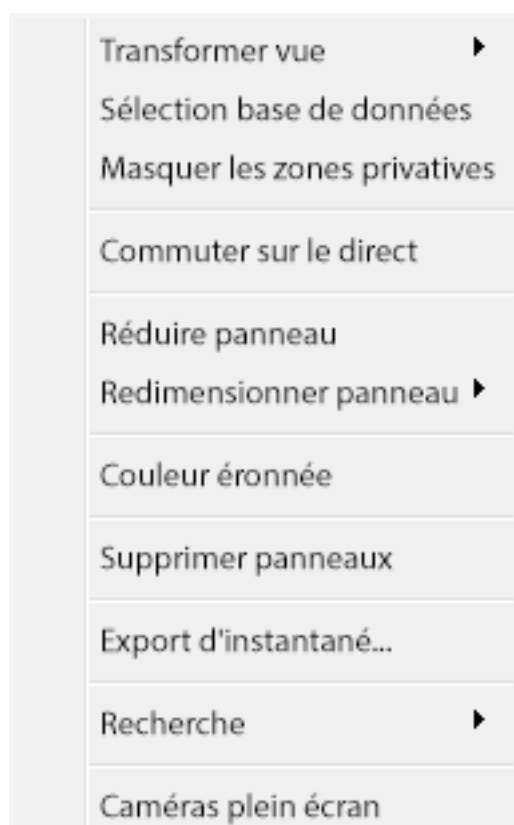 Transformer vue
Sélection base de données
Masquer les zones privatives
Commuter sur le direct
Réduire panneau
Redimensionner panneau
Couleur éronnée
Supprimer panneaux
Export d'instantané...
Recherche
Caméras plein écran